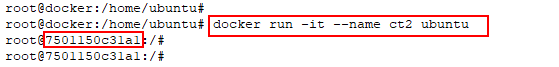 root@docker:/home/ubuntu#
root@docker:/home/ubuntu# docker run -it --name ct2 ubuntu
root@7501150c31a1:/#
root@7501150c31a1:/#